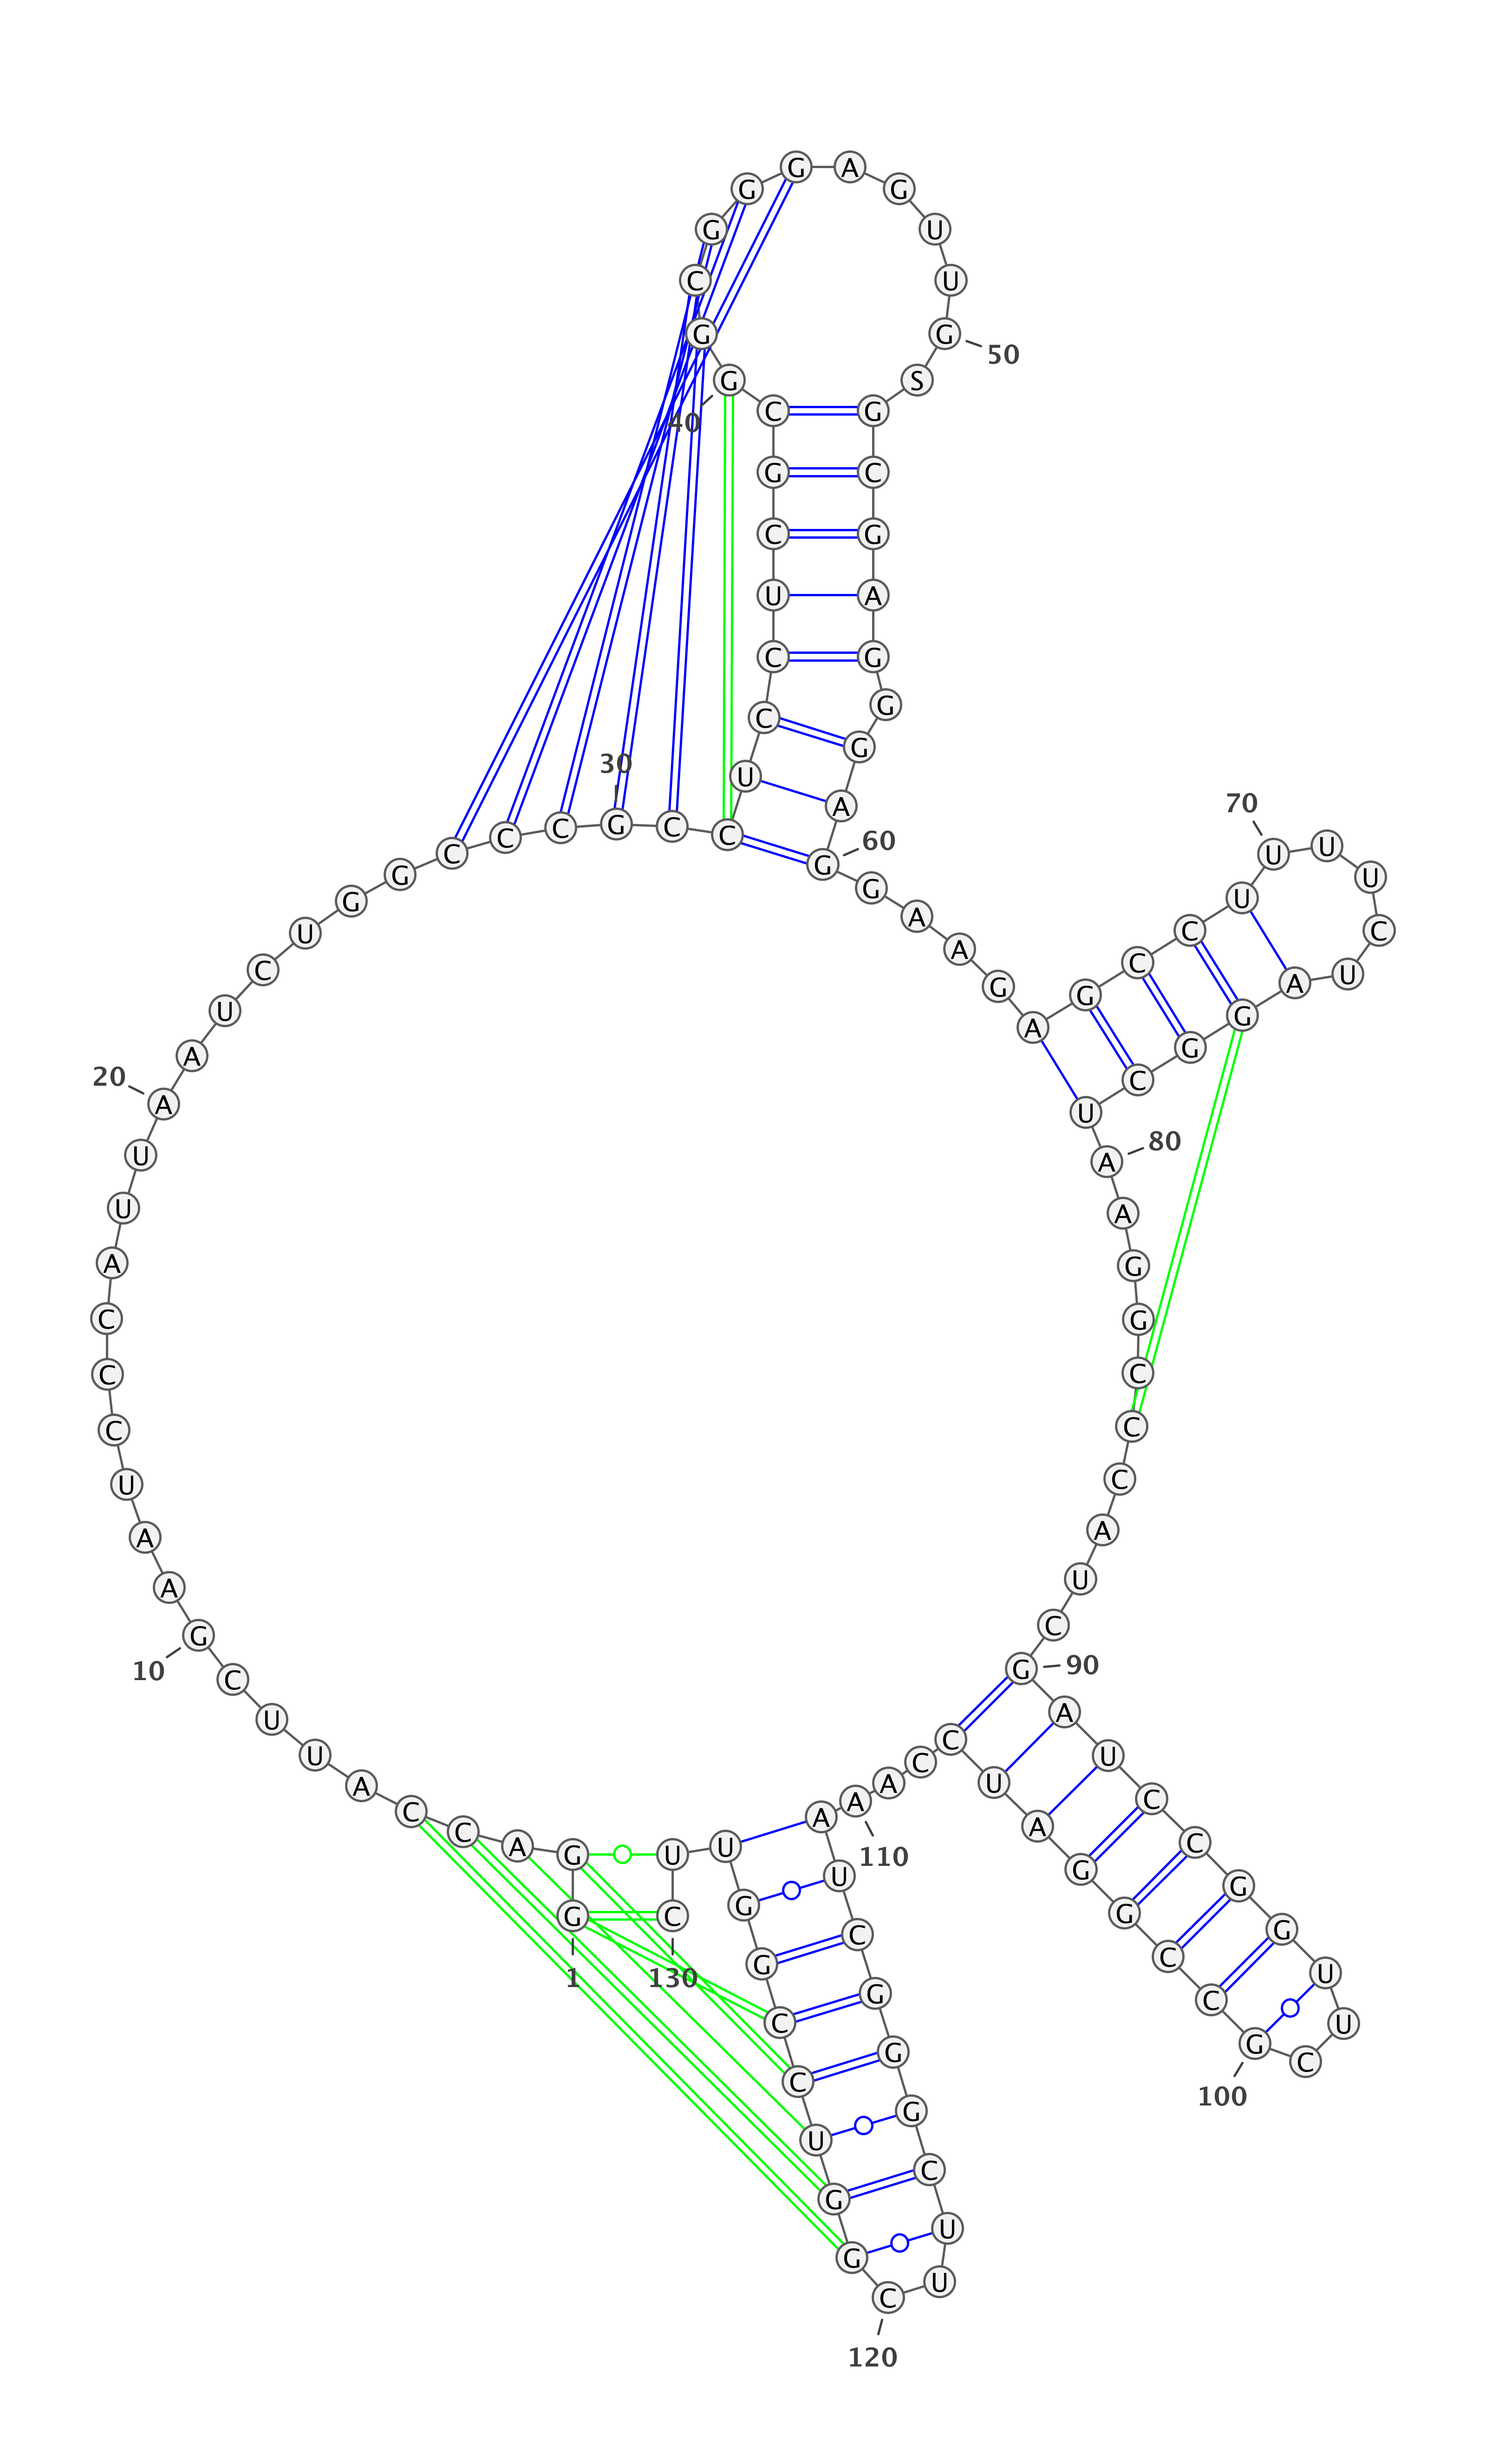 G G A C C A U U C G
1
10
A A U C C C A U U A
20
A U C U G G C C C G
30
C C U C C U C G C G
40
G C G G G A G U U G
50
S G C G A G G G A G
60
G A A G A G C C U U
70
U U C U A G G C U A
80
A G G C C C A U C G
90
A U C C G G U U C G
100
C C G G A U C C A A
110
A U C G G G C U U C
120
G G U C C G G U U C
130